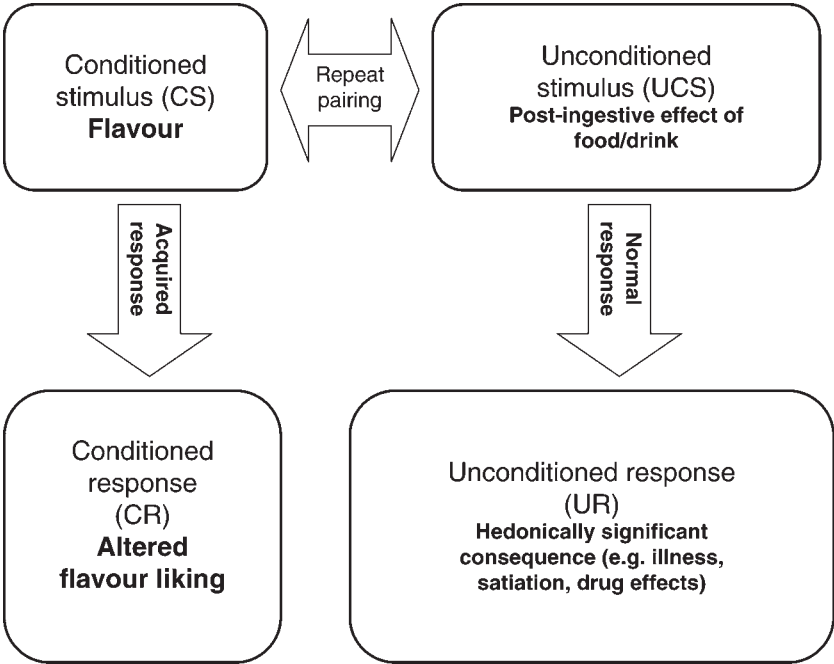 Conditioned
stimulus (CS)
Flavour
Repeat
pairing
Unconditioned
stimulus (UCS)
Post-ingestive effect of
food/drink
Acquired
response
Normal
response
Conditioned
response
(CR)
Altered
flavour liking
Unconditioned response
(UR)
Hedonically significant
consequence (e.g. illness,
satiation, drug effects)